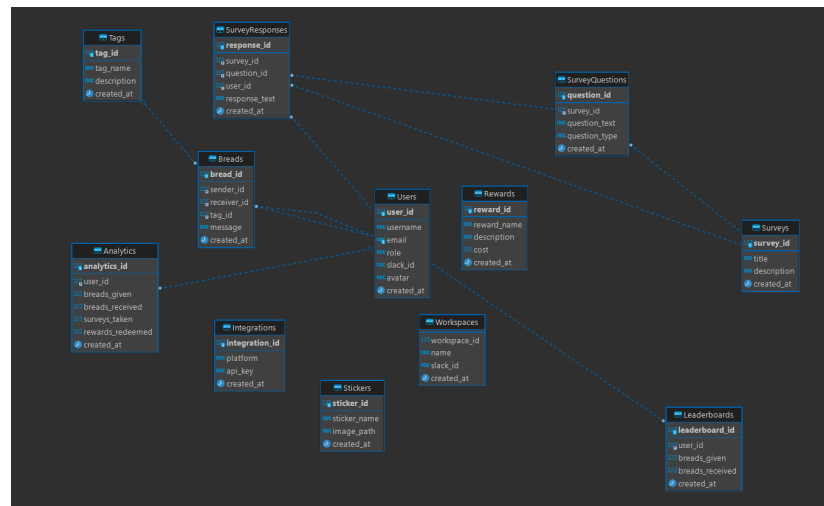 Tags
tag_id
tag_name
description
created_at
SurveyResponses
response_id
survey_id
question_id
user_id
response_text
created_at
SurveyQuestions
question_id
survey_id
question_text
question_type
created_at
Breads
bread_id
sender_id
receiver_id
tag_id
message
created_at
Users
user_id
username
email
role
slack_id
avatar
created_at
Rewards
reward_id
reward_name
description
cost
created_at
Surveys
survey_id
title
description
created_at
Analytics
analytics_id
user_id
breads_given
breads_received
surveys_taken
rewards_redeemed
created_at
Integrations
integration_id
platform
api_key
created_at
Workspaces
workspace_id
name
slack_id
created_at
Stickers
sticker_id
sticker_name
image_path
created_at
Leaderboards
leaderboard_id
user_id
breads_given
breads_received
created_at